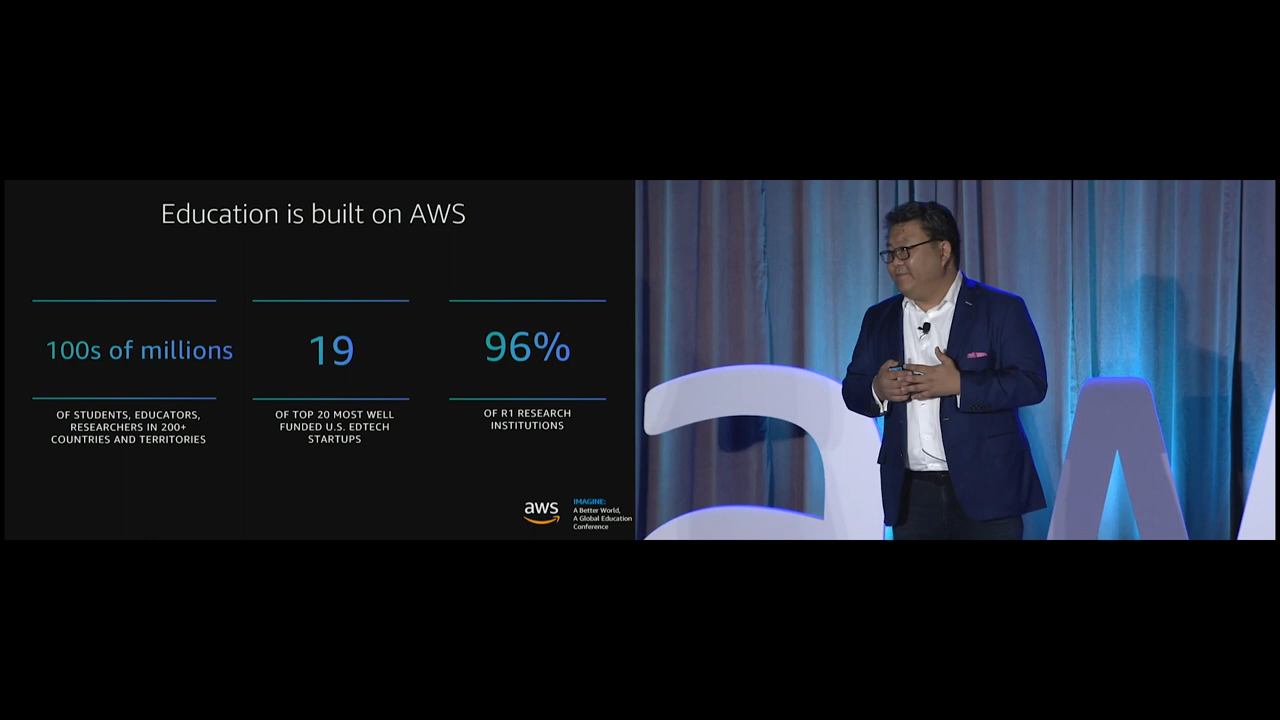 Education is built on AWS
100s of millions
OF STUDENTS, EDUCATORS,
RESEARCHERS IN 200+
COUNTRIES AND TERRITORIES
19
OF TOP 20 MOST WELL
FUNDED U.S. EDTECH
STARTUPS
96%
OF R1 RESEARCH
INSTITUTIONS
aws
IMAGINE:
A Better World,
A Global Education
Conference
aw